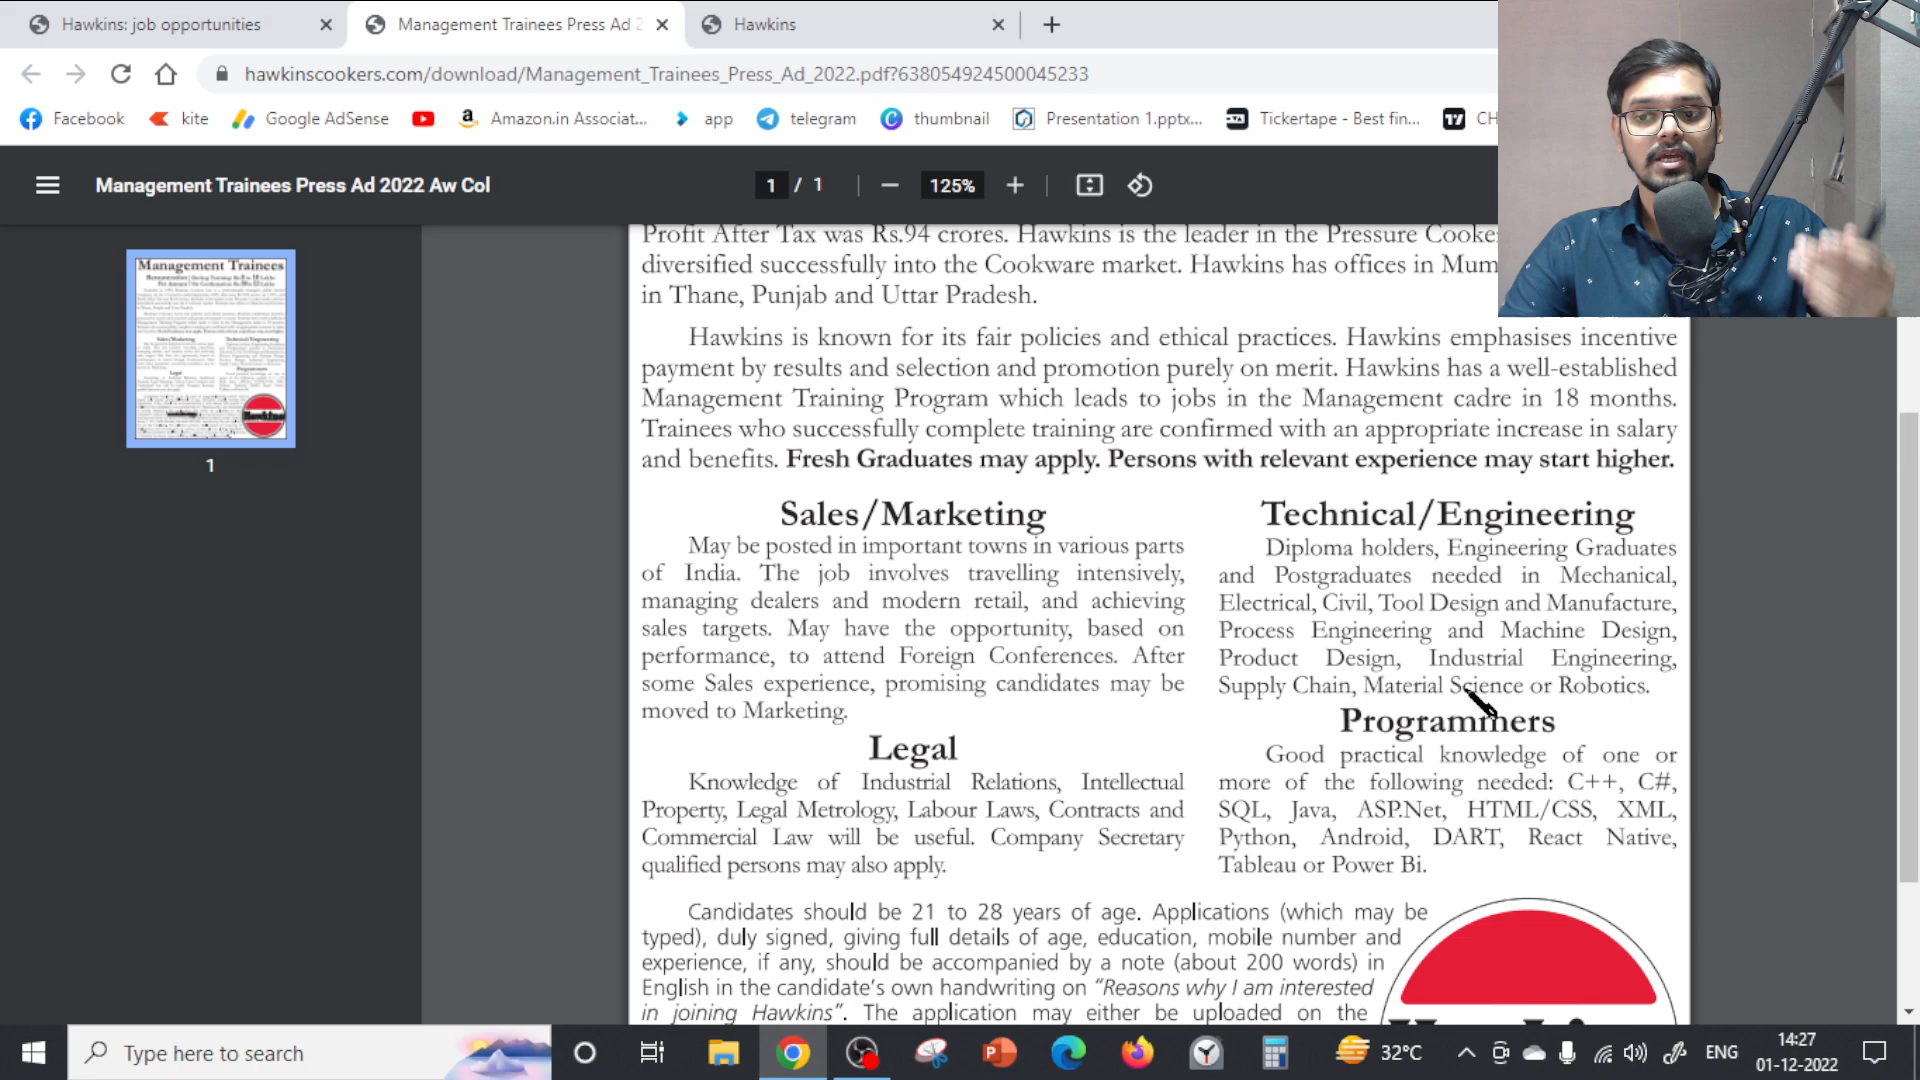 Hawkins: job opportunities
Management Trainees Press Ad 2
Hawkins
hawkinscookers.com/download/Management_Trainees_Press_Ad_2022.pdf?638054924500045233
Facebook
kite
Google AdSense
Amazon.in Associat...
app
telegram
thumbnail
Presentation 1.pptx...
Tickertape - Best fin...
CH
Management Trainees Press Ad 2022 Aw Col
1 / 1
125%
Management Trainees
Sales/Marketing
Technical/Engineering
Legal
Programmers
Hawkins
1
Profit After Tax was Rs.94 crores. Hawkins is the leader in the Pressure Cooke
diversified successfully into the Cookware market. Hawkins has offices in Mum
in Thane, Punjab and Uttar Pradesh.
Hawkins is known for its fair policies and ethical practices. Hawkins emphasises incentive
payment by results and selection and promotion purely on merit. Hawkins has a well-established
Management Training Program which leads to jobs in the Management cadre in 18 months.
Trainees who successfully complete training are confirmed with an appropriate increase in salary
and benefits. Fresh Graduates may apply. Persons with relevant experience may start higher.
Sales/Marketing
May be posted in important towns in various parts
of India. The job involves travelling intensively,
managing dealers and modern retail, and achieving
sales targets. May have the opportunity, based on
performance, to attend Foreign Conferences. After
some Sales experience, promising candidates may be
moved to Marketing.
Legal
Knowledge of Industrial Relations, Intellectual
Property, Legal Metrology, Labour Laws, Contracts and
Commercial Law will be useful. Company Secretary
qualified persons may also apply.
Technical/Engineering
Diploma holders, Engineering Graduates
and Postgraduates needed in Mechanical,
Electrical, Civil, Tool Design and Manufacture,
Process Engineering and Machine Design,
Product Design, Industrial Engineering,
Supply Chain, Material Science or Robotics.
Programmers
Good practical knowledge of one or
more of the following needed: C++, C#,
SQL, Java, ASP.Net, HTML/CSS, XML,
Python, Android, DART, React Native,
Tableau or Power Bi.
Candidates should be 21 to 28 years of age. Applications (which may be
typed), duly signed, giving full details of age, education, mobile number and
experience, if any, should be accompanied by a note (about 200 words) in
English in the candidate's own handwriting on "Reasons why I am interested
in joining Hawkins". The application may either be uploaded on the
Type here to search
32°C
ENG
14:27
01-12-2022